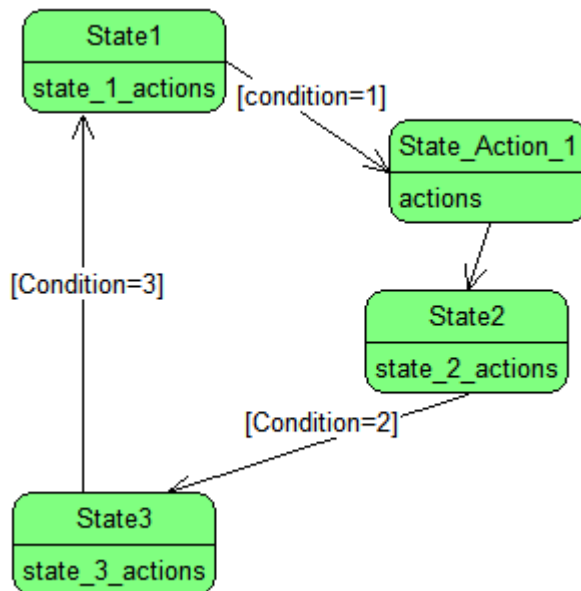 State1
state_1_actions
[condition=1]
State_Action_1
actions
[Condition=3]
State2
state_2_actions
[Condition=2]
State3
state_3_actions